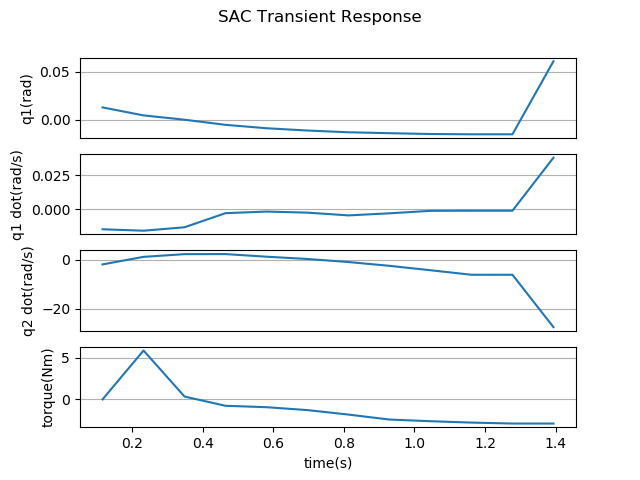 SAC Transient Response
q1(rad)
0.05
0.00
q1 dot(rad/s)
0.025
0.000
q2 dot(rad/s)
0
−20
torque(Nm)
5
0
0.2 0.4 0.6 0.8 1.0 1.2 1.4
time(s)